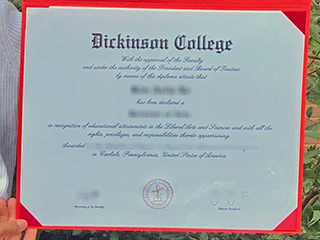 Dickinson College
With the approval of the Faculty
and under the authority of the President and Board of Trustees
by means of this diploma attests that
has been declared a
in recognition of educational attainments in the Liberal Arts and Sciences and with all the
rights, privileges, and responsibilities thereto appertaining.
Awarded
in Carlisle, Pennsylvania, United States of America